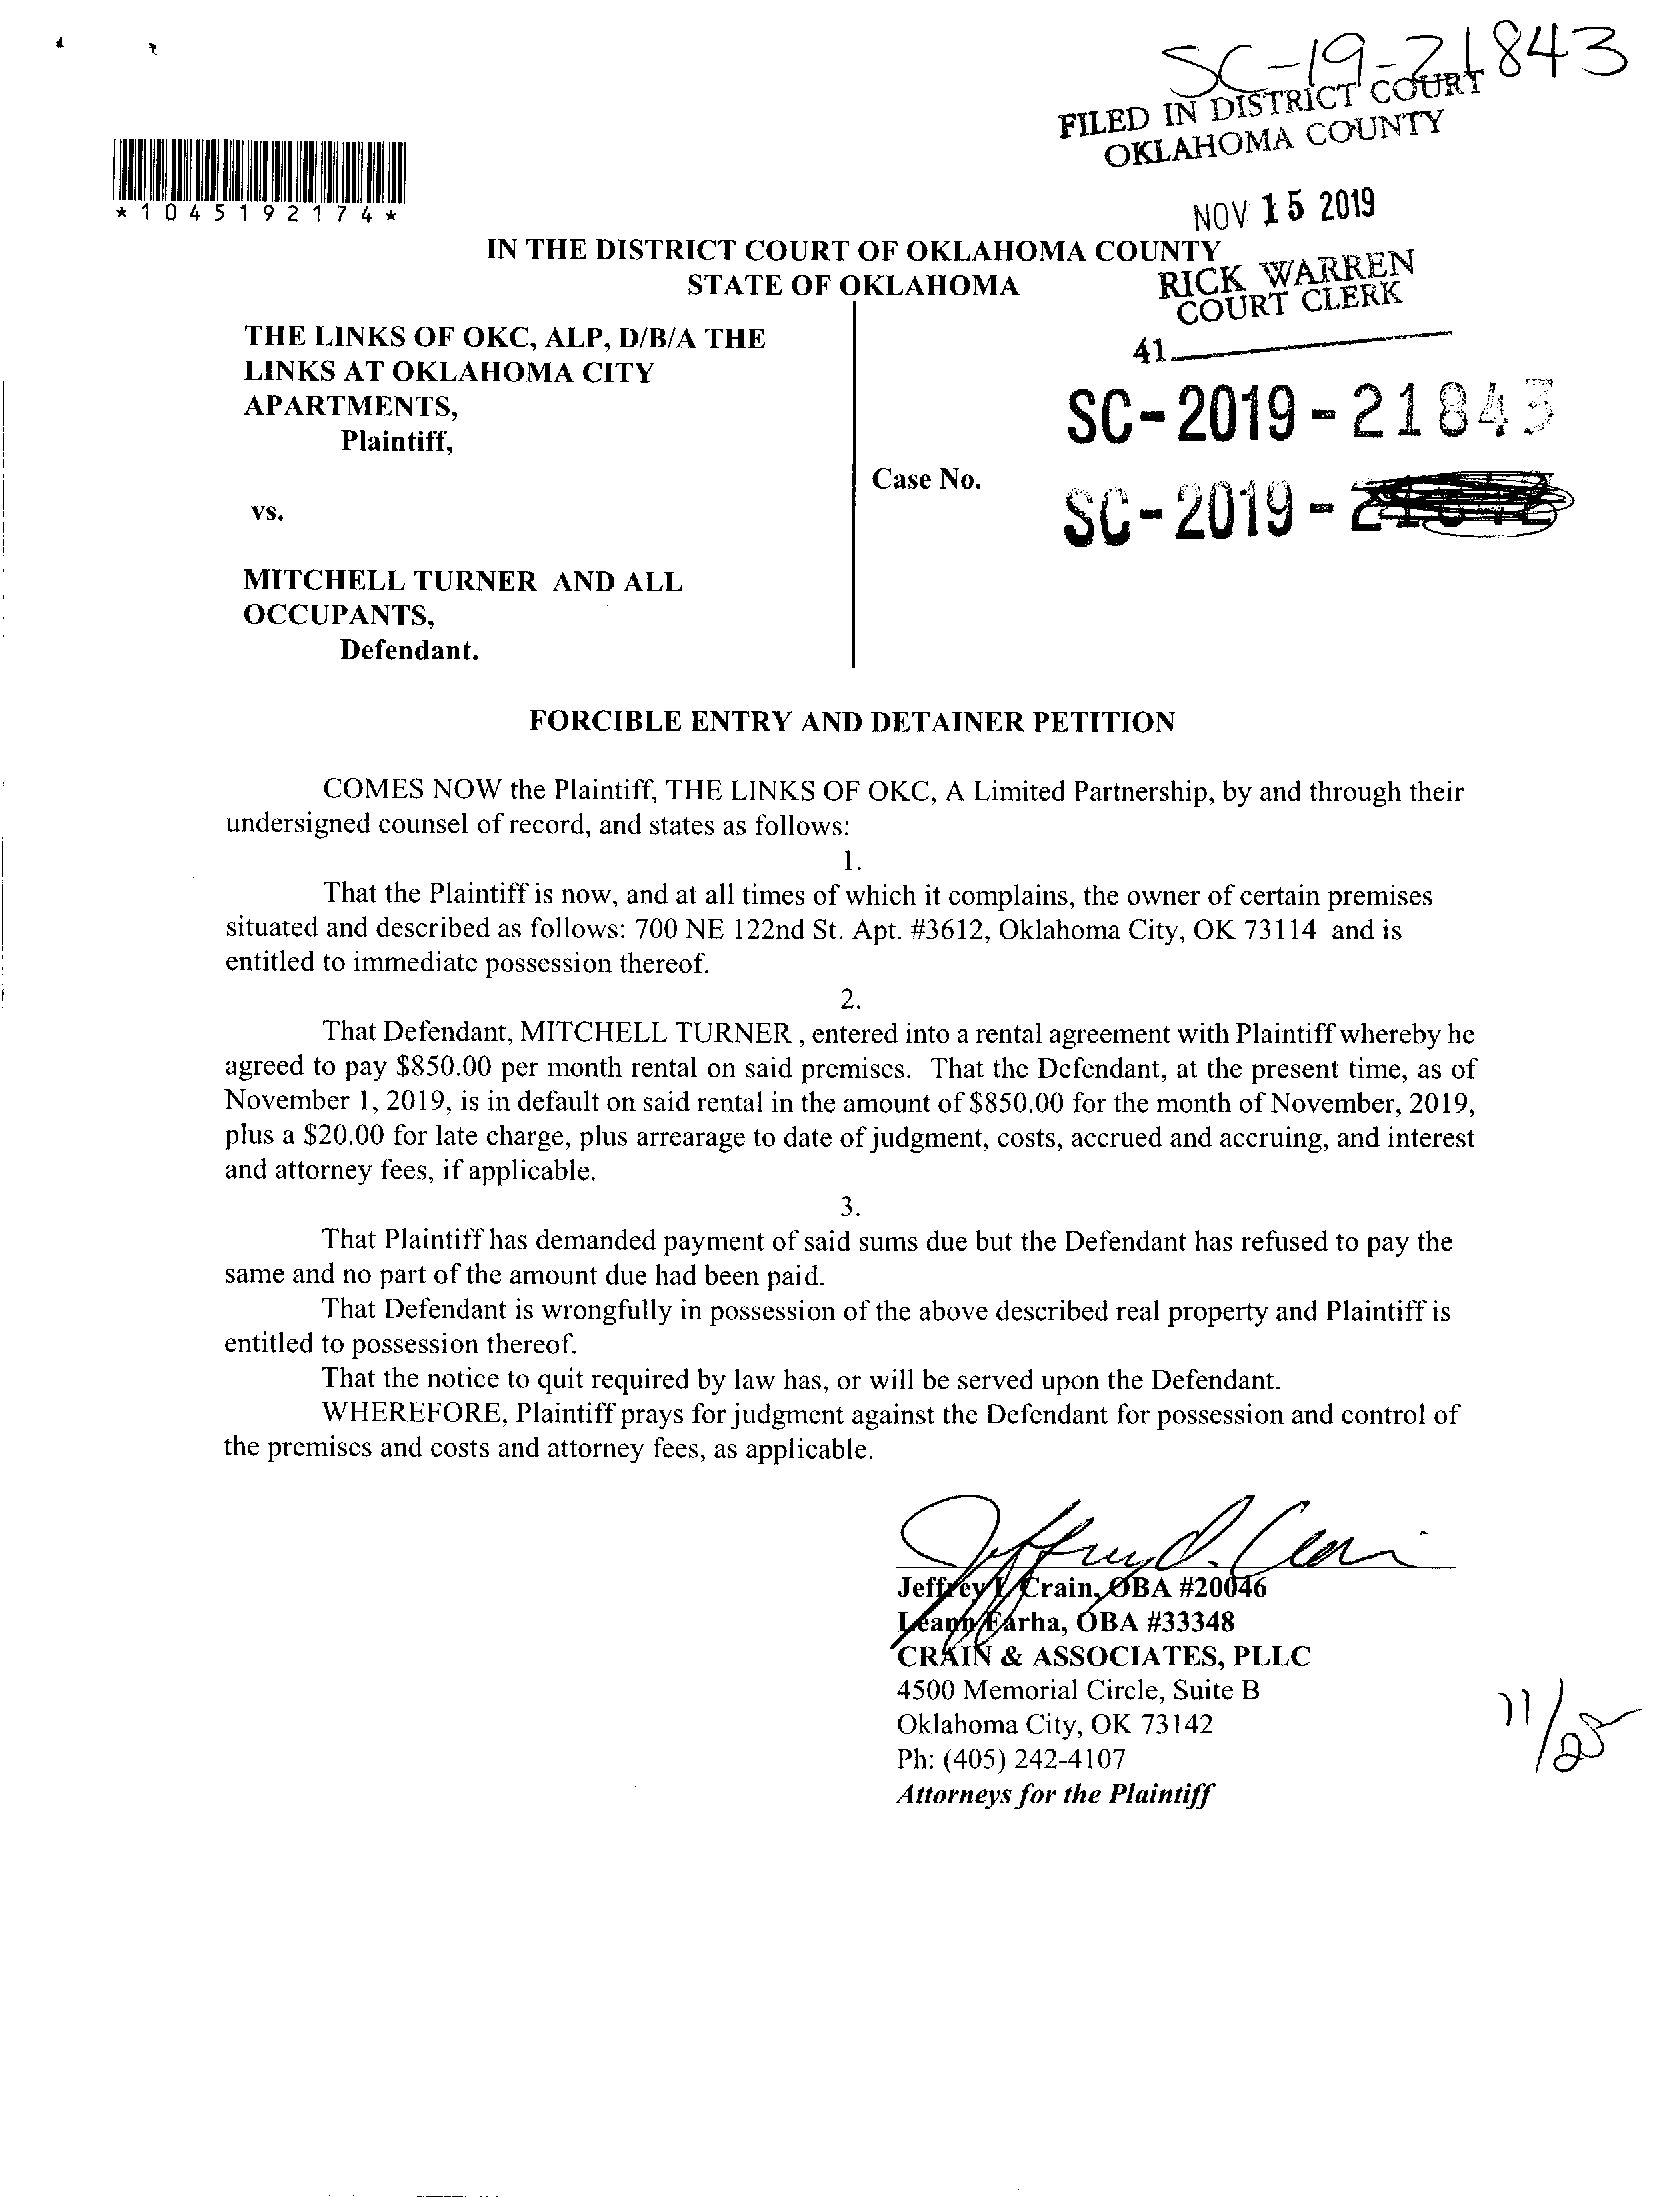 SC-19-21843
FILED IN DISTRICT COURT
OKLAHOMA COUNTY
*1045192174*
NOV 15 2019
IN THE DISTRICT COURT OF OKLAHOMA COUNTY
STATE OF OKLAHOMA
RICK WARREN
COURT CLERK
41
THE LINKS OF OKC, ALP, D/B/A THE
LINKS AT OKLAHOMA CITY
APARTMENTS,
Plaintiff,
SC-2019-21843
Case No.
SC-2019-
vs.
MITCHELL TURNER AND ALL
OCCUPANTS,
Defendant.
FORCIBLE ENTRY AND DETAINER PETITION
COMES NOW the Plaintiff, THE LINKS OF OKC, A Limited Partnership, by and through their
undersigned counsel of record, and states as follows:
1.
That the Plaintiff is now, and at all times of which it complains, the owner of certain premises
situated and described as follows: 700 NE 122nd St. Apt. #3612, Oklahoma City, OK 73114 and is
entitled to immediate possession thereof.
2.
That Defendant, MITCHELL TURNER , entered into a rental agreement with Plaintiff whereby he
agreed to pay $850.00 per month rental on said premises. That the Defendant, at the present time, as of
November 1, 2019, is in default on said rental in the amount of $850.00 for the month of November, 2019,
plus a $20.00 for late charge, plus arrearage to date of judgment, costs, accrued and accruing, and interest
and attorney fees, if applicable.
3.
That Plaintiff has demanded payment of said sums due but the Defendant has refused to pay the
same and no part of the amount due had been paid.
That Defendant is wrongfully in possession of the above described real property and Plaintiff is
entitled to possession thereof.
That the notice to quit required by law has, or will be served upon the Defendant.
WHEREFORE, Plaintiff prays for judgment against the Defendant for possession and control of
the premises and costs and attorney fees, as applicable.
Jeffrey Crain, OBA #20046
Leann Farha, OBA #33348
CRAIN & ASSOCIATES, PLLC
4500 Memorial Circle, Suite B
Oklahoma City, OK 73142
Ph: (405) 242-4107
Attorneys for the Plaintiff
11/25